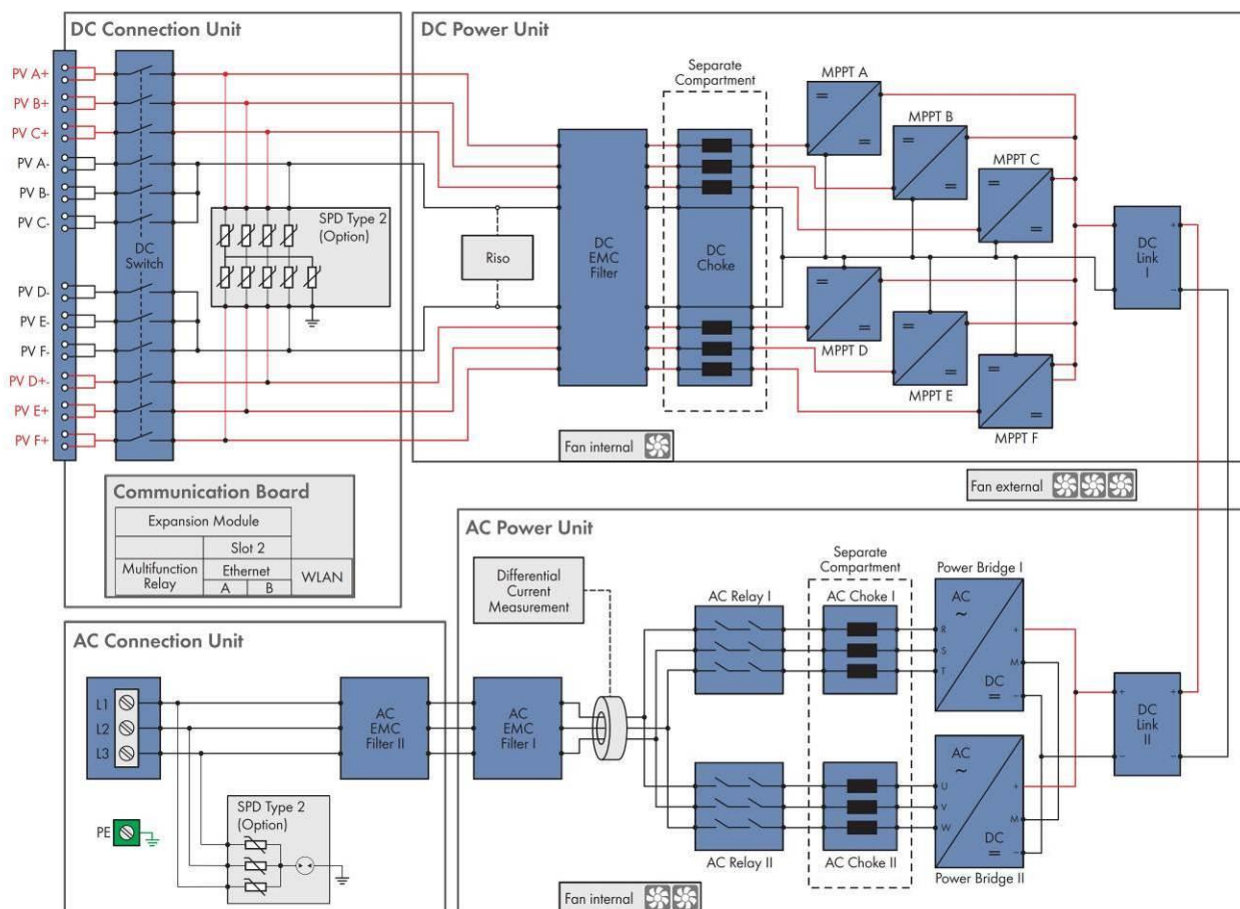 DC Connection Unit
PV A+
PV B+
PV C+
PV A-
PV B-
PV C-
PV D-
PV E-
PV F-
PV D+-
PV E+
PV F+
DC
Switch
SPD Type 2
(Option)
Communication Board
Expansion Module
Slot 2
Multifunction
Relay
Ethernet
A B
WLAN
DC Power Unit
Riso
DC
EMC
Filter
Separate
Compartment
DC
Choke
MPPT A
MPPT B
MPPT C
MPPT D
MPPT E
MPPT F
DC
Link
I
+
−
Fan internal
Fan external
AC Connection Unit
L1
L2
L3
PE
AC
EMC
Filter II
SPD Type 2
(Option)
AC Power Unit
Differential
Current
Measurement
AC
EMC
Filter I
AC Relay I
AC Relay II
Separate
Compartment
AC Choke I
AC Choke II
Power Bridge I
AC
~
R
S
T
DC
+
M
−
AC
~
U
V
W
DC
+
M
−
Power Bridge II
DC
Link
II
+
−
+
−
Fan internal